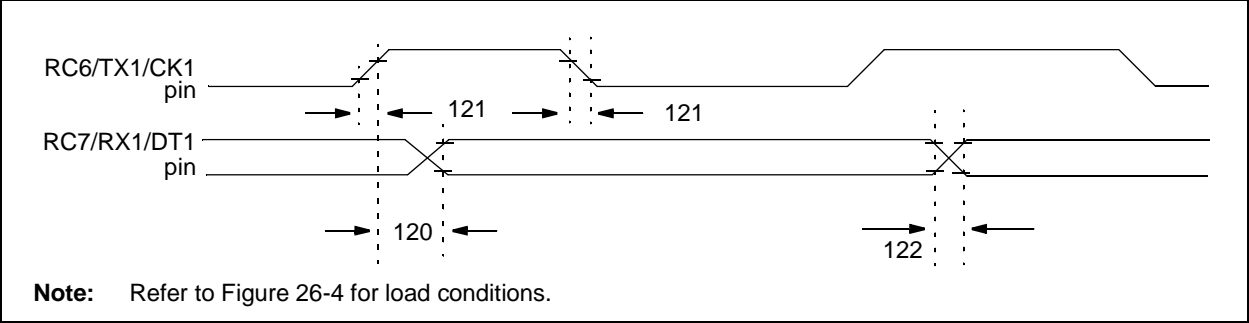 RC6/TX1/CK1
pin
121
121
RC7/RX1/DT1
pin
120
122
Note: Refer to Figure 26-4 for load conditions.